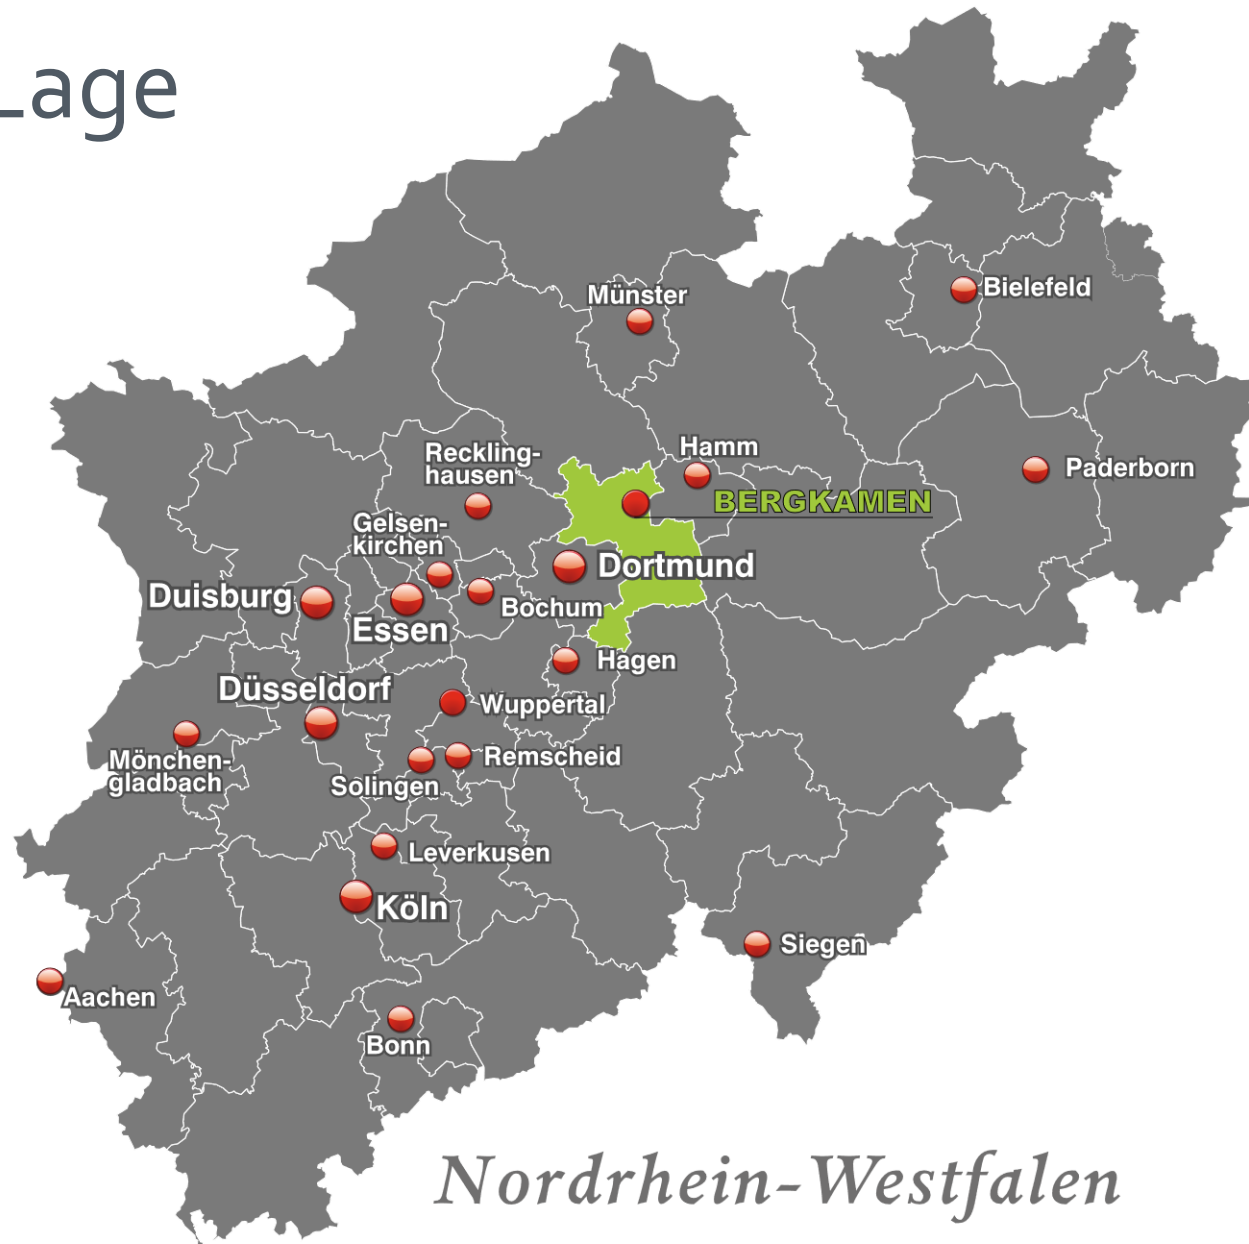 Lage
Münster
Bielefeld
Reckling-
hausen
Hamm
Paderborn
BERGKAMEN
Gelsen-
kirchen
Dortmund
Duisburg
Essen
Bochum
Hagen
Düsseldorf
Wuppertal
Mönchen-
gladbach
Remscheid
Solingen
Leverkusen
Köln
Siegen
Aachen
Bonn
Nordrhein-Westfalen